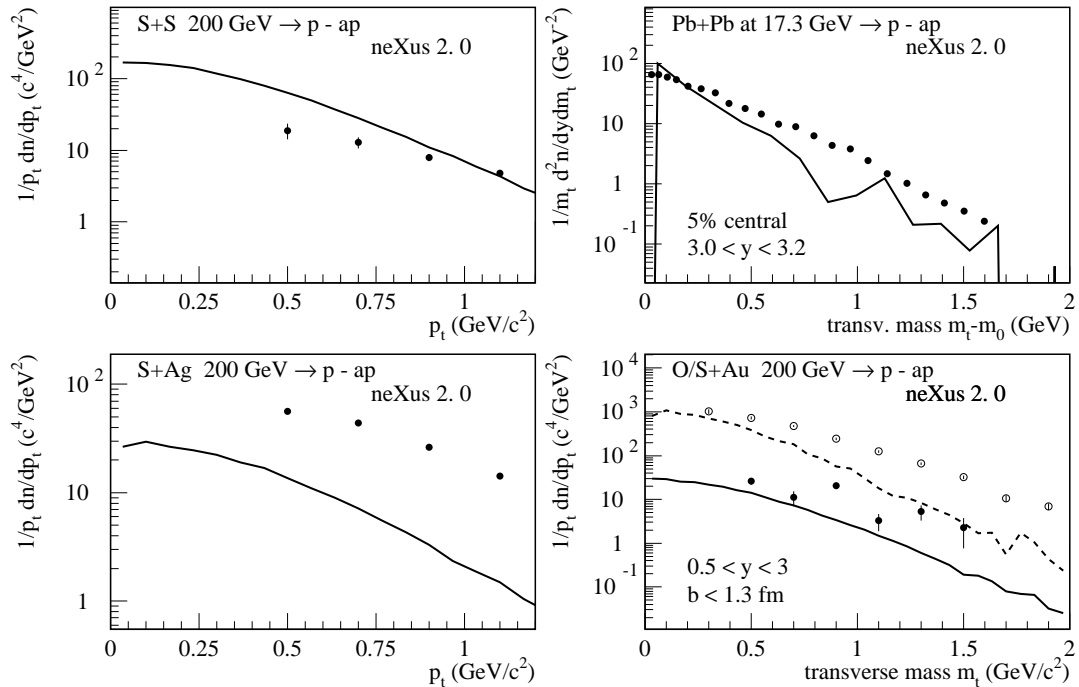 S+S 200 GeV → p - ap
neXus 2. 0
1/p_t dn/dp_t (c^4/GeV^2)
10^2
10
1
0 0.25 0.5 0.75 1
p_t (GeV/c^2)
Pb+Pb at 17.3 GeV → p - ap
neXus 2. 0
1/m_t d^2n/dydm_t (GeV^-2)
10^2
10
1
10^-1
5% central
3.0 < y < 3.2
0 0.5 1 1.5 2
transv. mass m_t-m_0 (GeV)
S+Ag 200 GeV → p - ap
neXus 2. 0
1/p_t dn/dp_t (c^4/GeV^2)
10^2
10
1
0 0.25 0.5 0.75 1
p_t (GeV/c^2)
O/S+Au 200 GeV → p - ap
neXus 2. 0
1/p_t dn/dp_t (c^4/GeV^2)
10^4
10^3
10^2
10
1
10^-1
0.5 < y < 3
b < 1.3 fm
0 0.5 1 1.5 2
transverse mass m_t (GeV/c^2)